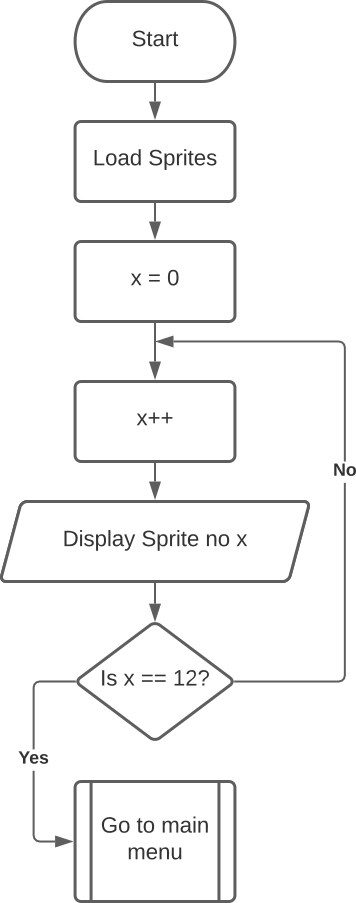 Start
Load Sprites
x = 0
x++
No
Display Sprite no x
Is x == 12?
Yes
Go to main
menu